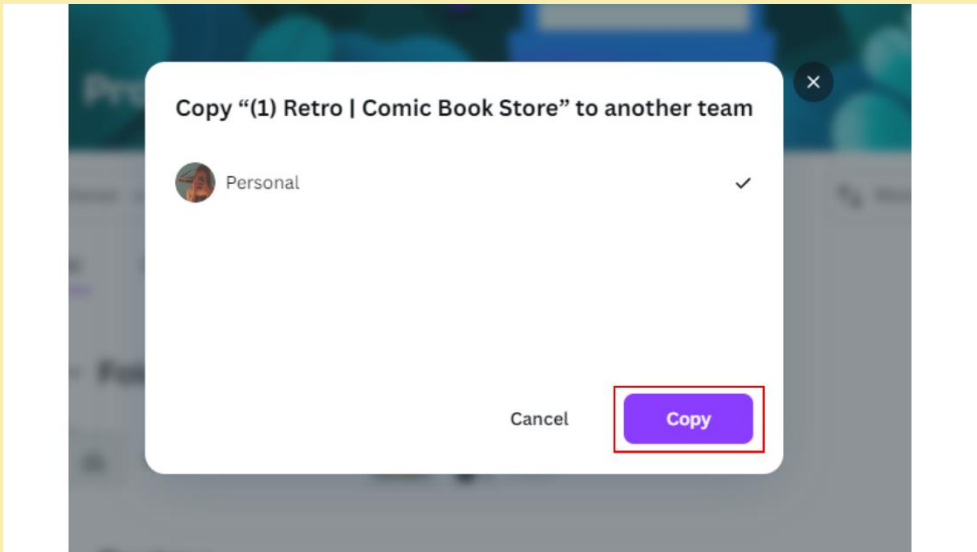 Copy “(1) Retro | Comic Book Store” to another team
Personal
Cancel
Copy